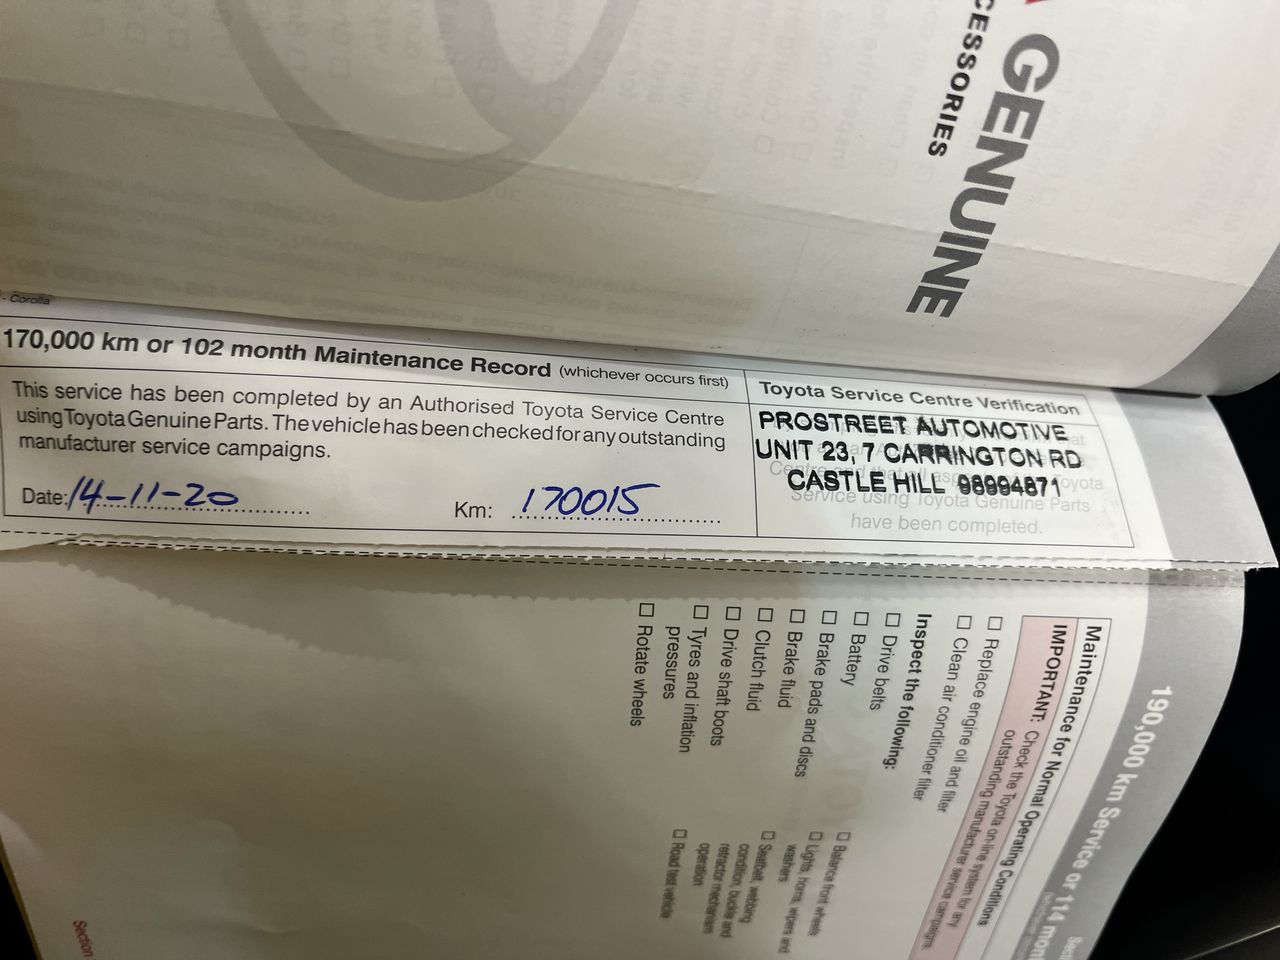 CESSORIES
GENUINE
- Corolla
170,000 km or 102 month Maintenance Record (whichever occurs first)
This service has been completed by an Authorised Toyota Service Centre
using Toyota Genuine Parts. The vehicle has been checked for any outstanding
manufacturer service campaigns.
Date: 14-11-20
Km: 170015
Toyota Service Centre Verification
PROSTREET AUTOMOTIVE
UNIT 23, 7 CARRINGTON RD
CASTLE HILL 98994871
Service using Toyota Genuine Parts
have been completed.
190,000 km Service or 114 mont
Maintenance for Normal Operating Conditions
IMPORTANT: Check the Toyota on-line system for any
outstanding manufacturer service campaigns.
☐ Replace engine oil and filter
☐ Clean air conditioner filter
Inspect the following:
☐ Drive belts
☐ Battery
☐ Brake pads and discs
☐ Brake fluid
☐ Clutch fluid
☐ Drive shaft boots
☐ Tyres and inflation
pressures
☐ Rotate wheels
☐ Balance front wheels
☐ Lights, horns, wipers and
washers
☐ Seatbelt, webbing
condition, buckle and
retractor mechanism
operation
☐ Road test vehicle
Section